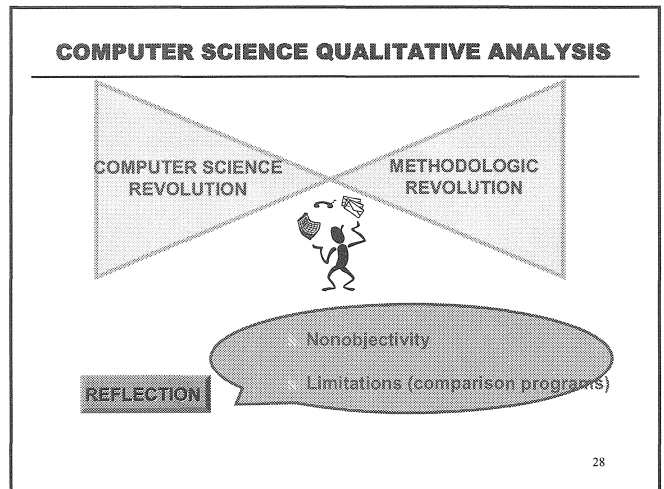 COMPUTER SCIENCE QUALITATIVE ANALYSIS
COMPUTER SCIENCE
REVOLUTION
METHODOLOGIC
REVOLUTION
Nonobjectivity
Limitations (comparison programs)
REFLECTION
28